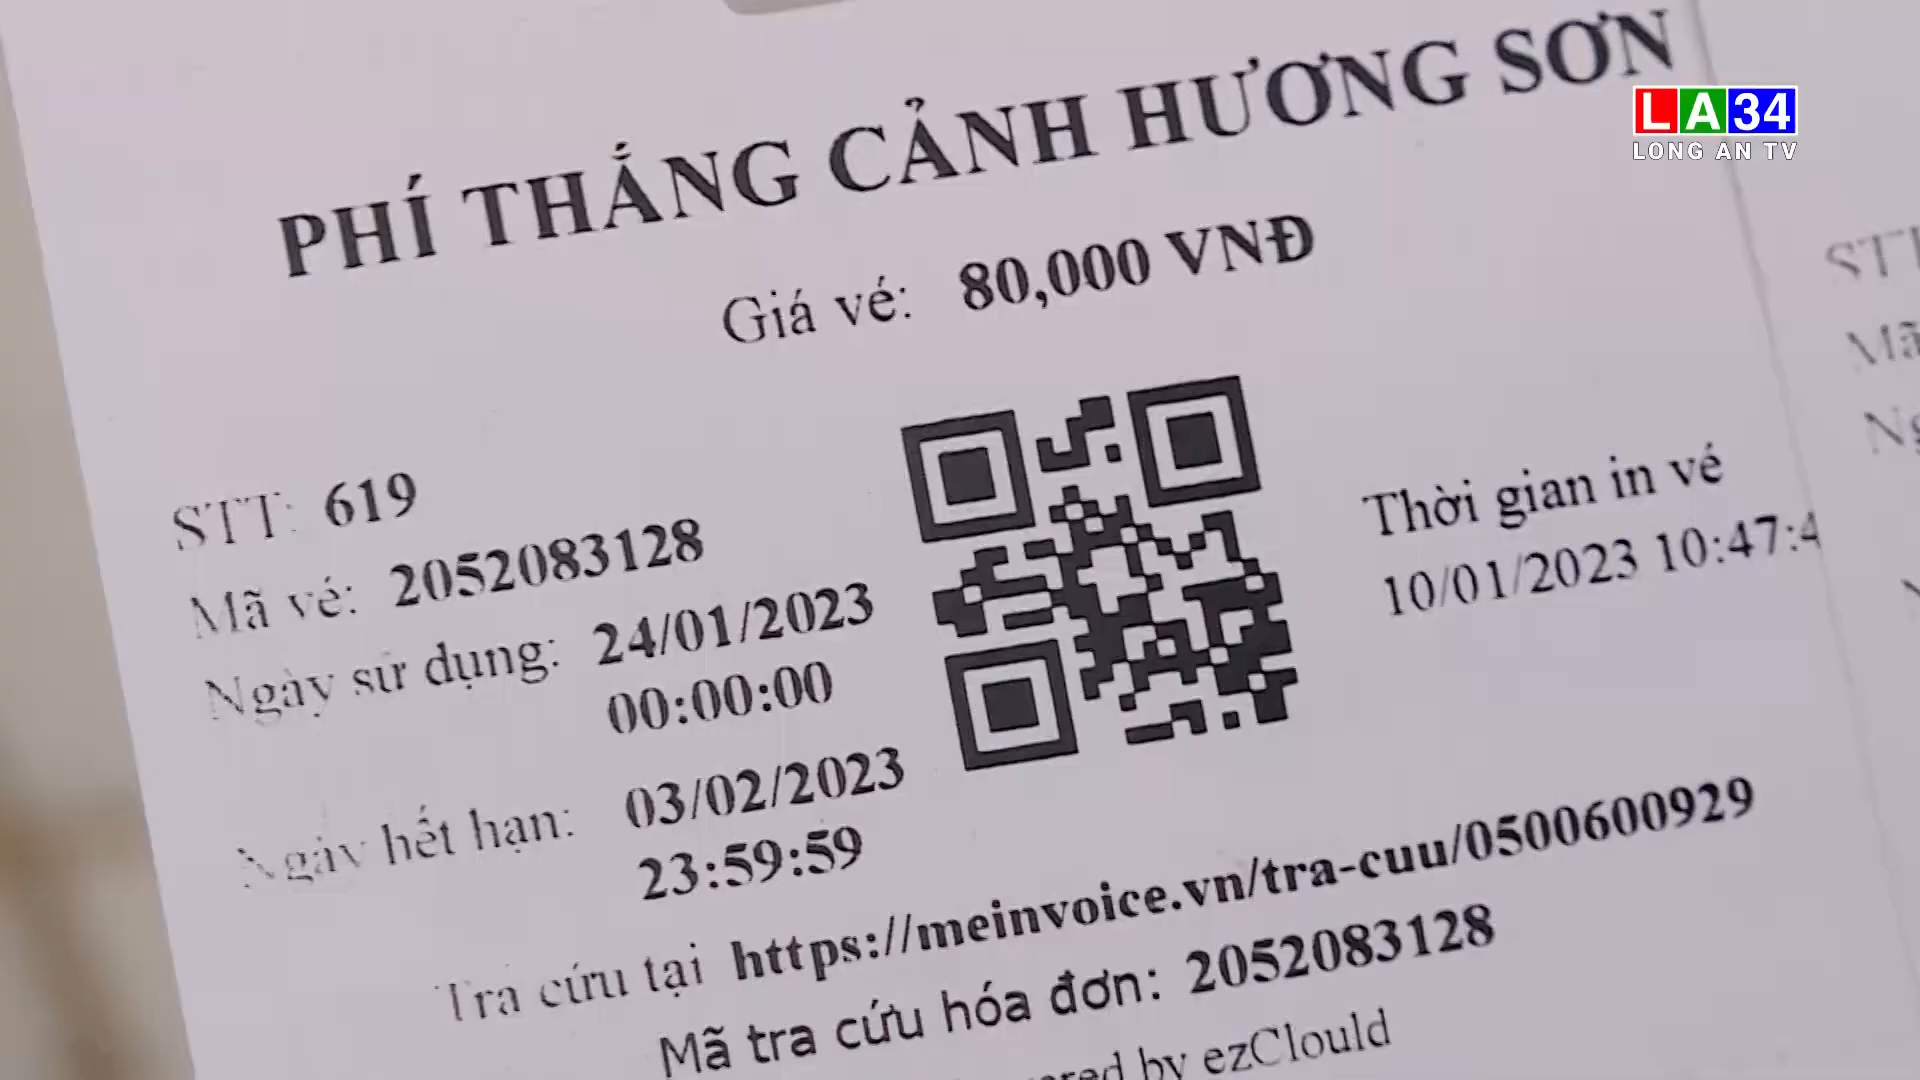 PHÍ THẮNG CẢNH HƯƠNG SƠN
Giá vé: 80,000 VNĐ
LA34
LONG AN TV
STT: 619
Mã vé: 2052083128
Ngày sử dụng: 24/01/2023
00:00:00
Ngày hết hạn: 03/02/2023
23:59:59
Thời gian in vé
10/01/2023 10:47:4
Tra cứu tại https://meinvoice.vn/tra-cuu/0500600929
Mã tra cứu hóa đơn: 2052083128
by ezClould
STT
Mã